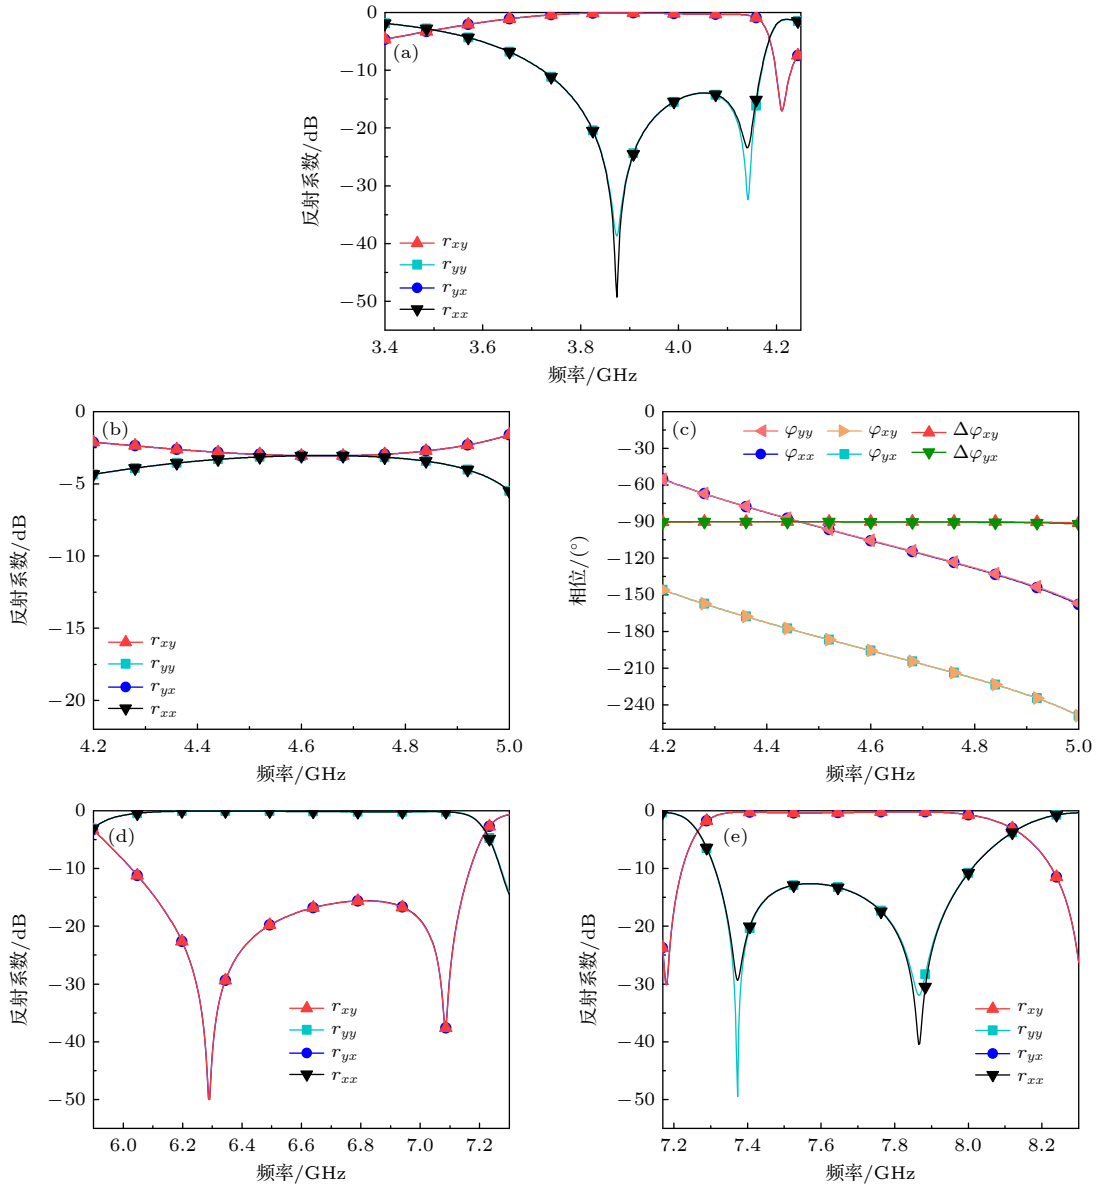 0
−10
−20
−30
−40
−50
反射系数/dB
(a)
r_xy
r_yy
r_yx
r_xx
3.4 3.6 3.8 4.0 4.2
频率/GHz
0
−5
−10
−15
−20
反射系数/dB
(b)
r_xy
r_yy
r_yx
r_xx
4.2 4.4 4.6 4.8 5.0
频率/GHz
0
−30
−60
−90
−120
−150
−180
−210
−240
相位/(°)
(c)
φ_yy φ_xy Δφ_xy
φ_xx φ_yx Δφ_yx
4.2 4.4 4.6 4.8 5.0
频率/GHz
0
−10
−20
−30
−40
−50
反射系数/dB
(d)
r_xy
r_yy
r_yx
r_xx
6.0 6.2 6.4 6.6 6.8 7.0 7.2
频率/GHz
0
−10
−20
−30
−40
−50
反射系数/dB
(e)
r_xy
r_yy
r_yx
r_xx
7.2 7.4 7.6 7.8 8.0 8.2
频率/GHz